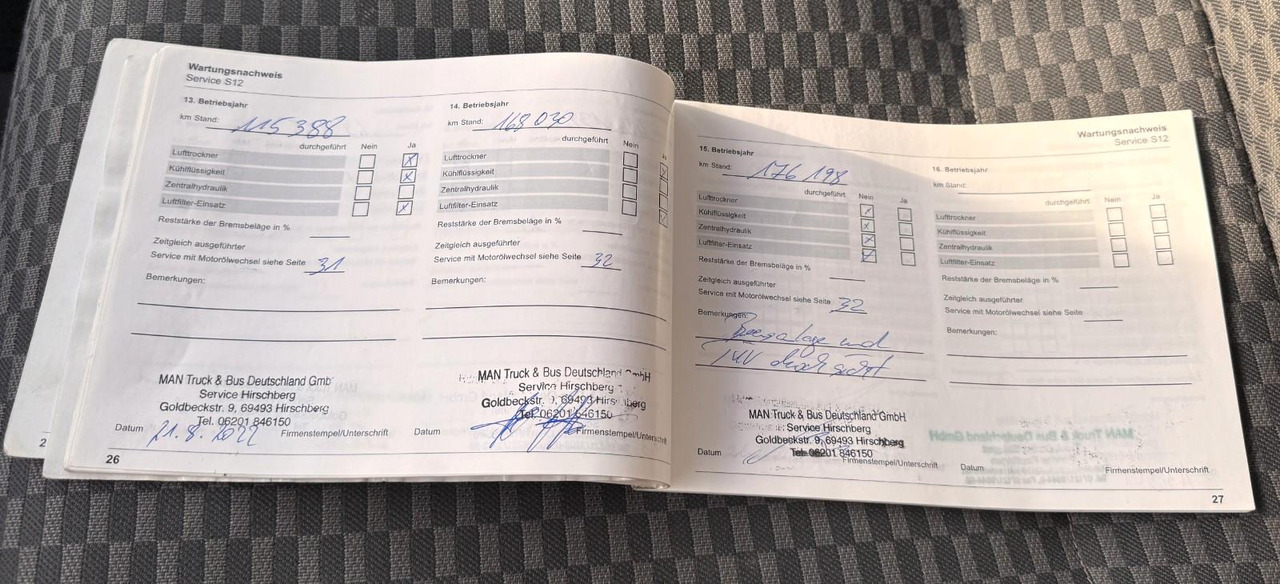 Wartungsnachweis
Service S12
13. Betriebsjahr
km Stand: 115 388
durchgeführt Nein Ja
Lufttrockner
Kühlflüssigkeit
Zentralhydraulik
Luftfilter-Einsatz
Reststärke der Bremsbeläge in %
Zeitgleich ausgeführter
Service mit Motorölwechsel siehe Seite 31
Bemerkungen:
MAN Truck & Bus Deutschland GmbH
Service Hirschberg
Goldbeckstr. 9, 69493 Hirschberg
Tel. 06201 846150
Datum 21.8.2022 Firmenstempel/Unterschrift
26
14. Betriebsjahr
km Stand: 168 030
durchgeführt Nein Ja
Lufttrockner
Kühlflüssigkeit
Zentralhydraulik
Luftfilter-Einsatz
Reststärke der Bremsbeläge in %
Zeitgleich ausgeführter
Service mit Motorölwechsel siehe Seite 32
Bemerkungen:
MAN Truck & Bus Deutschland GmbH
Service Hirschberg
Goldbeckstr. 9, 69493 Hirschberg
Tel. 06201 846150
Datum Firmenstempel/Unterschrift
Wartungsnachweis
Service S12
15. Betriebsjahr
km Stand: 176 198
durchgeführt Nein Ja
Lufttrockner
Kühlflüssigkeit
Zentralhydraulik
Luftfilter-Einsatz
Reststärke der Bremsbeläge in %
Zeitgleich ausgeführter
Service mit Motorölwechsel siehe Seite 32
Bemerkungen:
und
TÜV durchsicht
MAN Truck & Bus Deutschland GmbH
Service Hirschberg
Goldbeckstr. 9, 69493 Hirschberg
Tel. 06201 846150
Datum Firmenstempel/Unterschrift
16. Betriebsjahr
km Stand:
durchgeführt Nein Ja
Lufttrockner
Kühlflüssigkeit
Zentralhydraulik
Luftfilter-Einsatz
Reststärke der Bremsbeläge in %
Zeitgleich ausgeführter
Service mit Motorölwechsel siehe Seite
Bemerkungen:
Datum Firmenstempel/Unterschrift
27